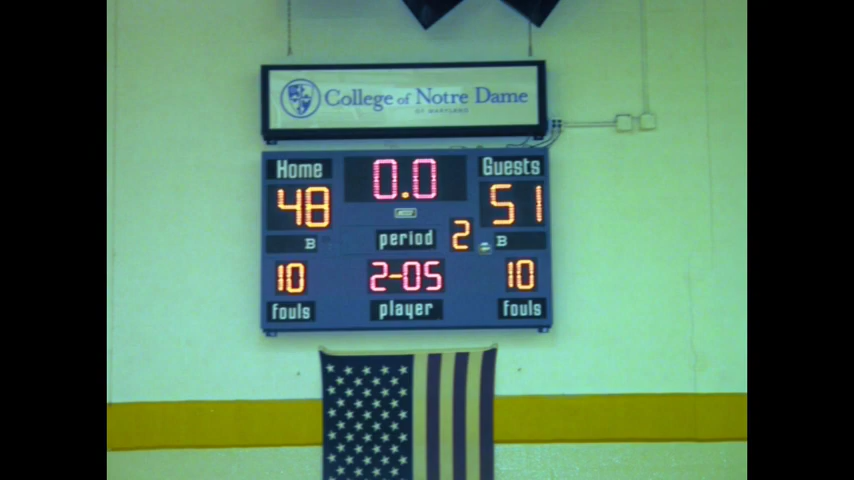 College of Notre Dame
OF MARYLAND
Home 0.0 Guests
48 51
period 2
B B
10 2-05 10
fouls player fouls